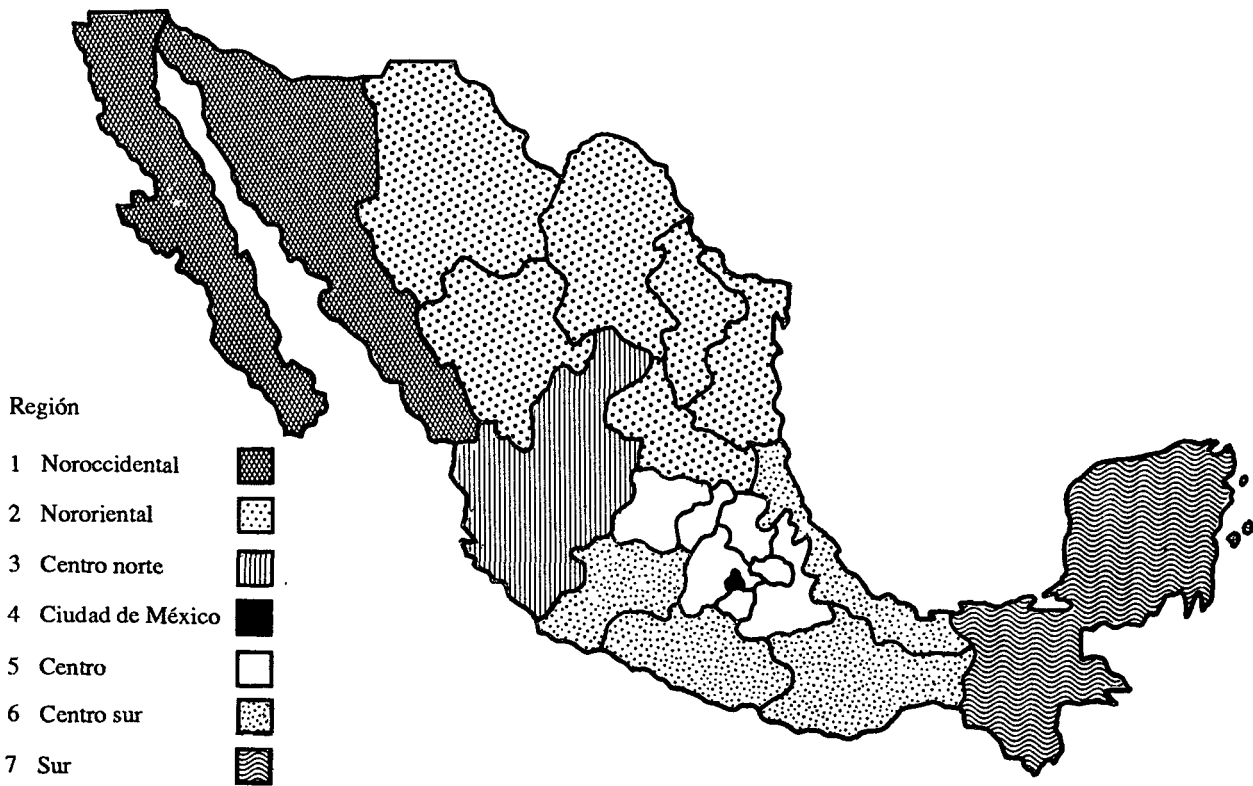 Región
1 Noroccidental
2 Nororiental
3 Centro norte
4 Ciudad de México
5 Centro
6 Centro sur
7 Sur